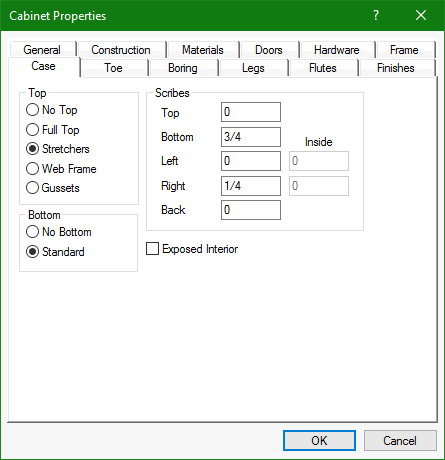 Cabinet Properties ?
General Construction Materials Doors Hardware Frame
Case Toe Boring Legs Flutes Finishes
Top
No Top
Full Top
Stretchers
Web Frame
Gussets
Bottom
No Bottom
Standard
Scribes
Top 0
Bottom 3/4
Inside
Left 0 0
Right 1/4 0
Back 0
Exposed Interior
OK Cancel